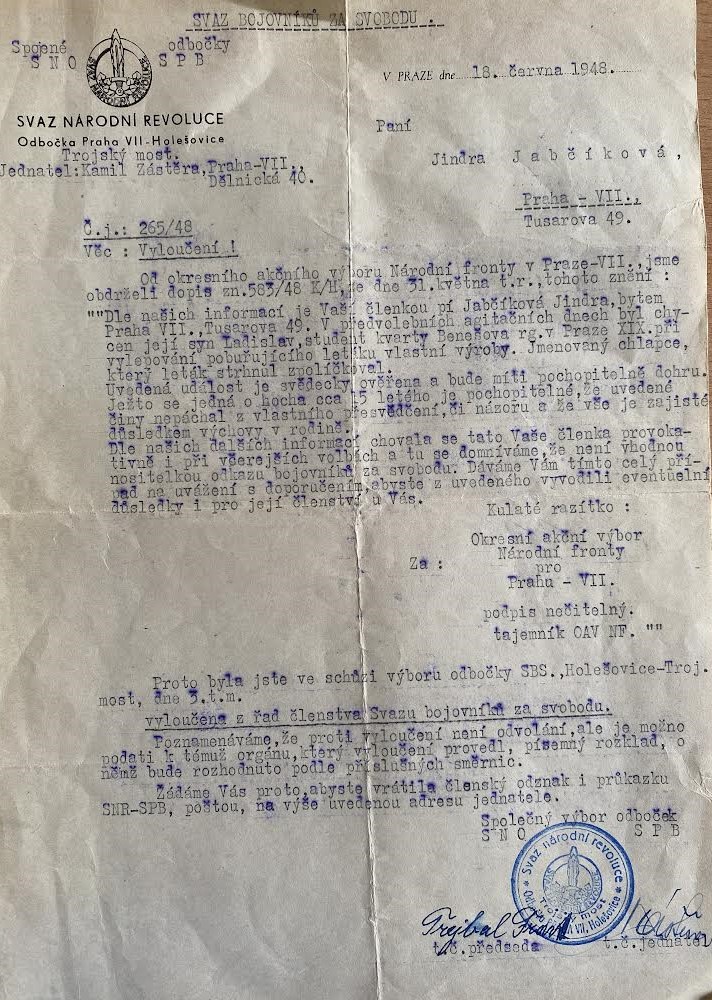 SVAZ BOJOVNÍKŮ ZA SVOBODU .
Spojené odbočky
S N O S P B
SVAZ NÁRODNÍ REVOLUCE
V PRAZE dne 18. června 1948.
SVAZ NÁRODNÍ REVOLUCE
Odbočka Praha VII-Holešovice
Trojský most.
Jednatel:Kamil Zástěra,Praha-VII.,
Dělnická 40.
Paní
Jindra Jabčíková,
Praha - VII.,
Tusarova 49.
Č.j.: 265/48
Věc : Vyloučení !
Od okresního akčního výboru Národní fronty v Praze-VII.,jsme
obdrželi dopis zn.583/48 K/H,ze dne 31.května t.r.,tohoto znění :
""Dle našich informací je Vaší členkou pí Jabčíková Jindra,bytem
Praha VII.,Tusarova 49. V předvolebních agitačních dnech byl chy-
cen její syn Ladislav,student kvarty Benešova rg.v Praze XIX.při
vylepování pobuřujícího letáku vlastní výroby. Jmenovaný chlapce,
který leták strhnul zpolíčkoval.
Uvedená událost je svědecky ověřena a bude míti pochopitelně dohru.
Ježto se jedná o hocha cca 15 letého je pochopitelné,že uvedené
činy nepáchal z vlastního přesvědčení,či názoru a že vše je zajisté
důsledkem výchovy v rodině.
Dle našich dalších informací chovala se tato Vaše členka provoka-
tivně i při včerejších volbách a tu se domníváme,že není vhodnou
nositelkou odkazu bojovníků za svobodu. Dáváme Vám tímto celý pří-
pad na uvážení s doporučením,abyste z uvedeného vyvodili eventuelní
důsledky i pro její členství u Vás.
Kulaté razítko :
Okresní akční výbor
Národní fronty
Za : pro
Prahu - VII.
podpis nečitelný.
tajemník OAV NF. ""
Proto byla jste ve schůzi výboru odbočky SBS.,Holešovice-Troj.
most, dne 3.t.m.
vyloučena z řad členstva Svazu bojovníků za svobodu.
Poznamenáváme,že proti vyloučení není odvolání,ale je možno
podati k témuž orgánu,který vyloučení provedl, písemný rozklad, o
němž bude rozhodnuto podle příslušných směrnic.
Žádáme Vás proto,abyste vrátila členský odznak i průkazku
SNR-SPB, poštou, na výše uvedenou adresu jednatele.
Společný výbor odboček
S N O S P B
Svaz národní revoluce
Trojský most
Odbočka Praha VII, Holešovice
Trejbal
t.č.předseda t.č.jednatel